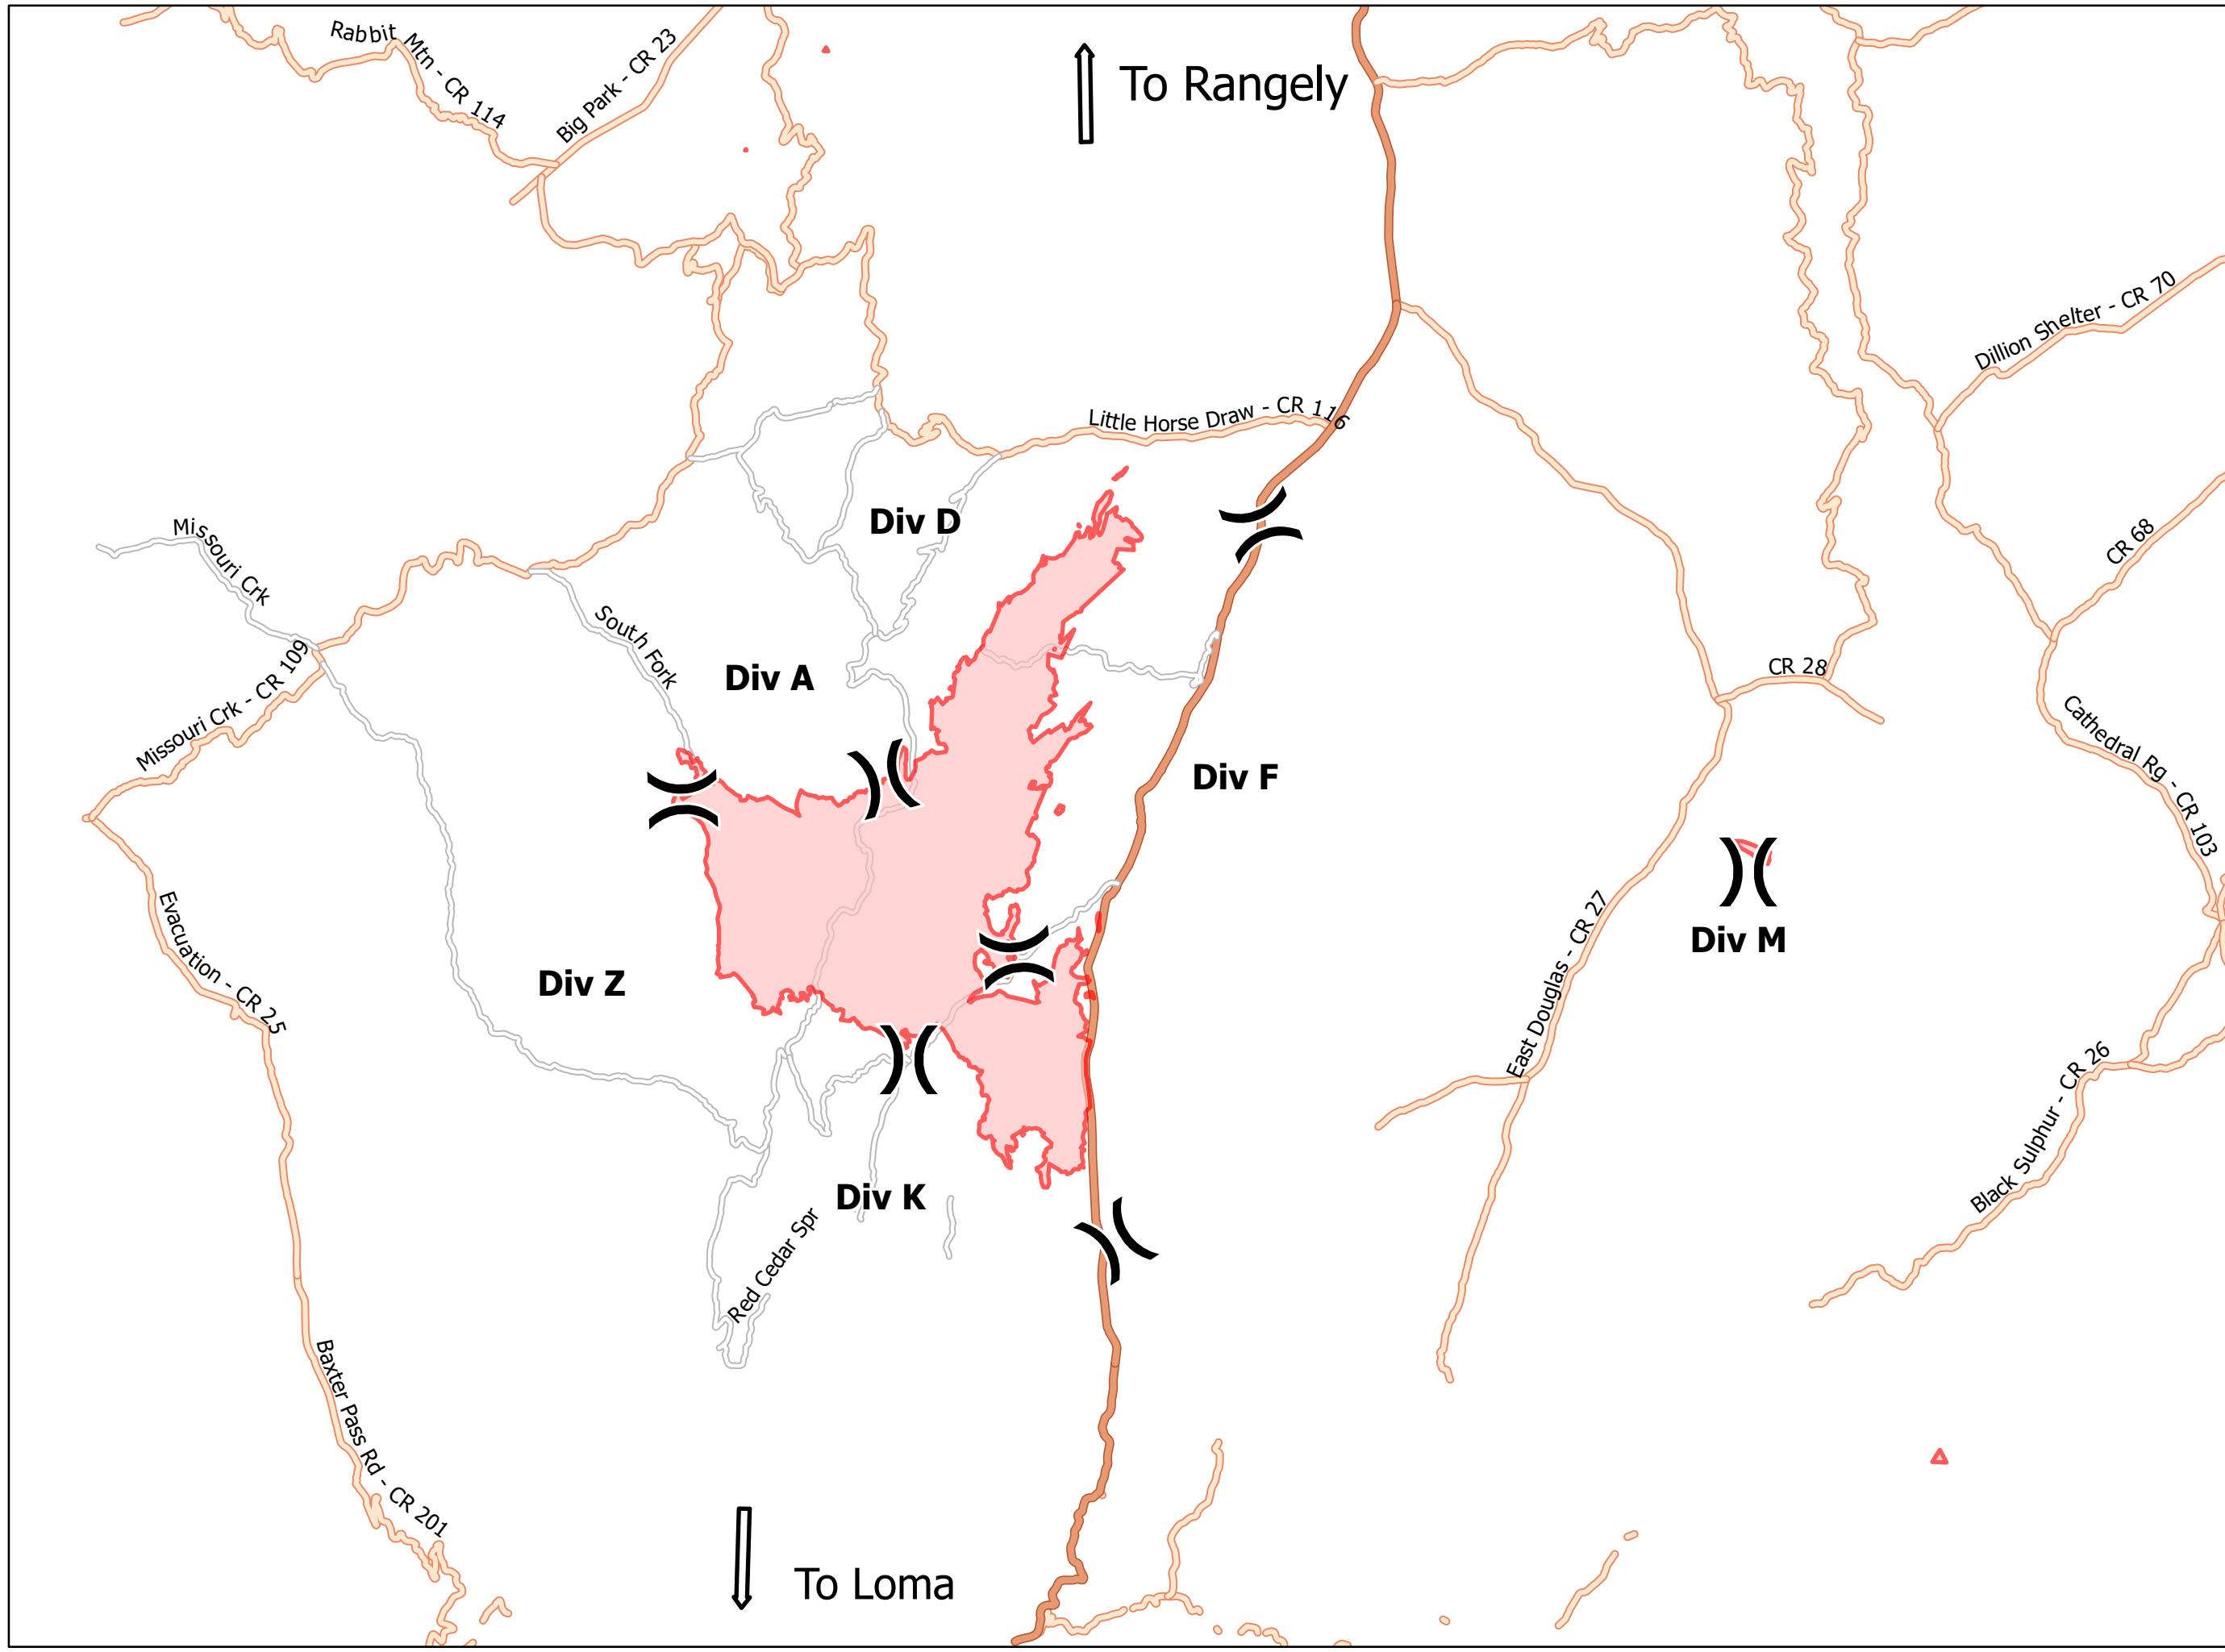 Rabbit Mtn - CR 114
Big Park - CR 23
To Rangely
Dillion Shelter - CR 70
Little Horse Draw - CR 116
Div D
Missouri Crk
CR 68
South Fork
Missouri Crk - CR 109
Div A
CR 28
Cathedral Rg - CR 103
Div F
Evacuation - CR 25
Div Z
East Douglas - CR 27
Div M
Black Sulphur - CR 26
Div K
Red Cedar Spr
Baxter Pass Rd - CR 201
To Loma